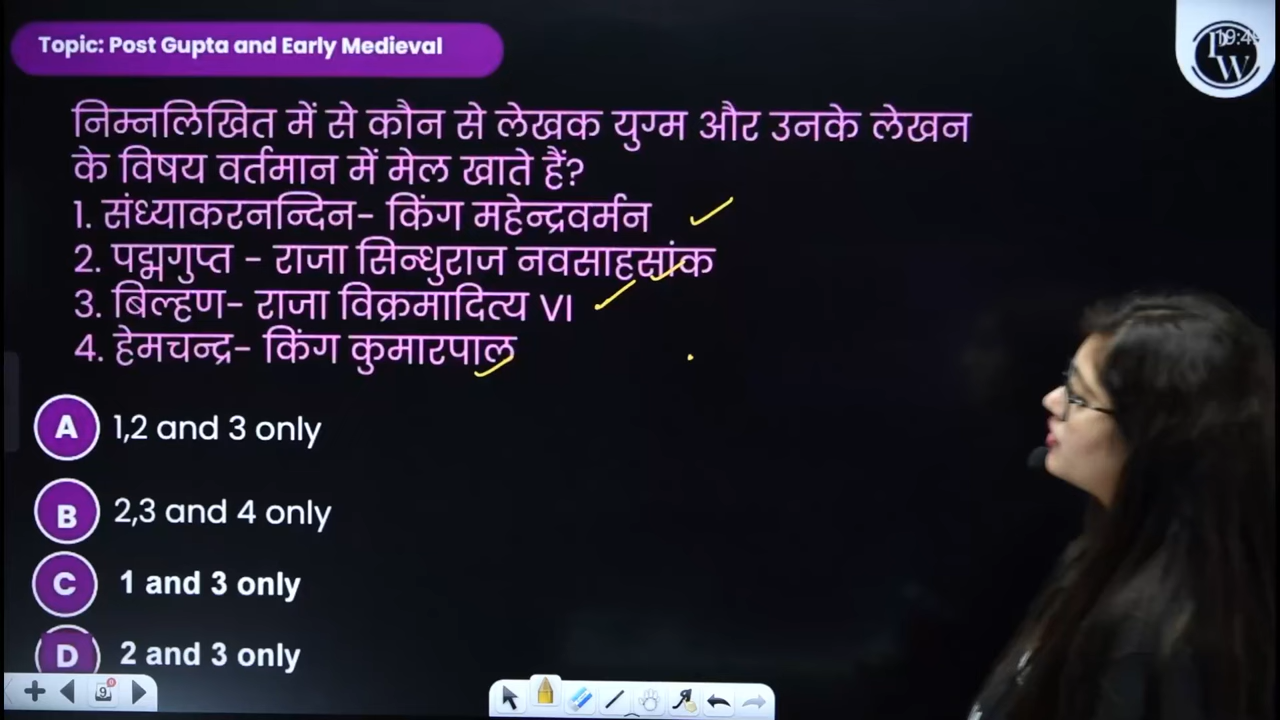 Topic: Post Gupta and Early Medieval
निम्नलिखित में से कौन से लेखक युग्म और उनके लेखन
के विषय वर्तमान में मेल खाते हैं?
1. संध्याकरनन्दिन- किंग महेन्द्रवर्मन
2. पद्मगुप्त - राजा सिन्धुराज नवसाहसांक
3. बिल्हण- राजा विक्रमादित्य VI
4. हेमचन्द्र- किंग कुमारपाल
A 1,2 and 3 only
B 2,3 and 4 only
C 1 and 3 only
D 2 and 3 only
9